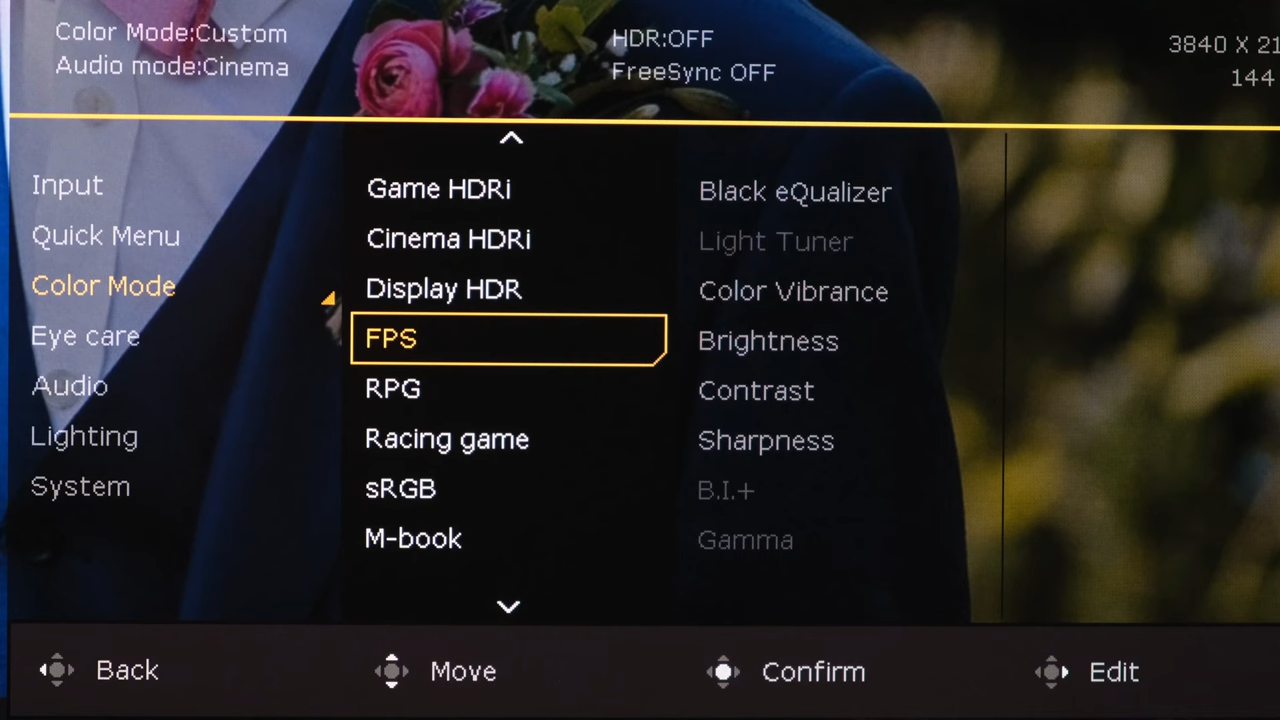 Color Mode:Custom
Audio mode:Cinema
HDR:OFF
FreeSync OFF
3840 X 21
144
Input
Quick Menu
Color Mode
Eye care
Audio
Lighting
System
Game HDRi
Cinema HDRi
Display HDR
FPS
RPG
Racing game
sRGB
M-book
Black eQualizer
Light Tuner
Color Vibrance
Brightness
Contrast
Sharpness
B.I.+
Gamma
Back
Move
Confirm
Edit